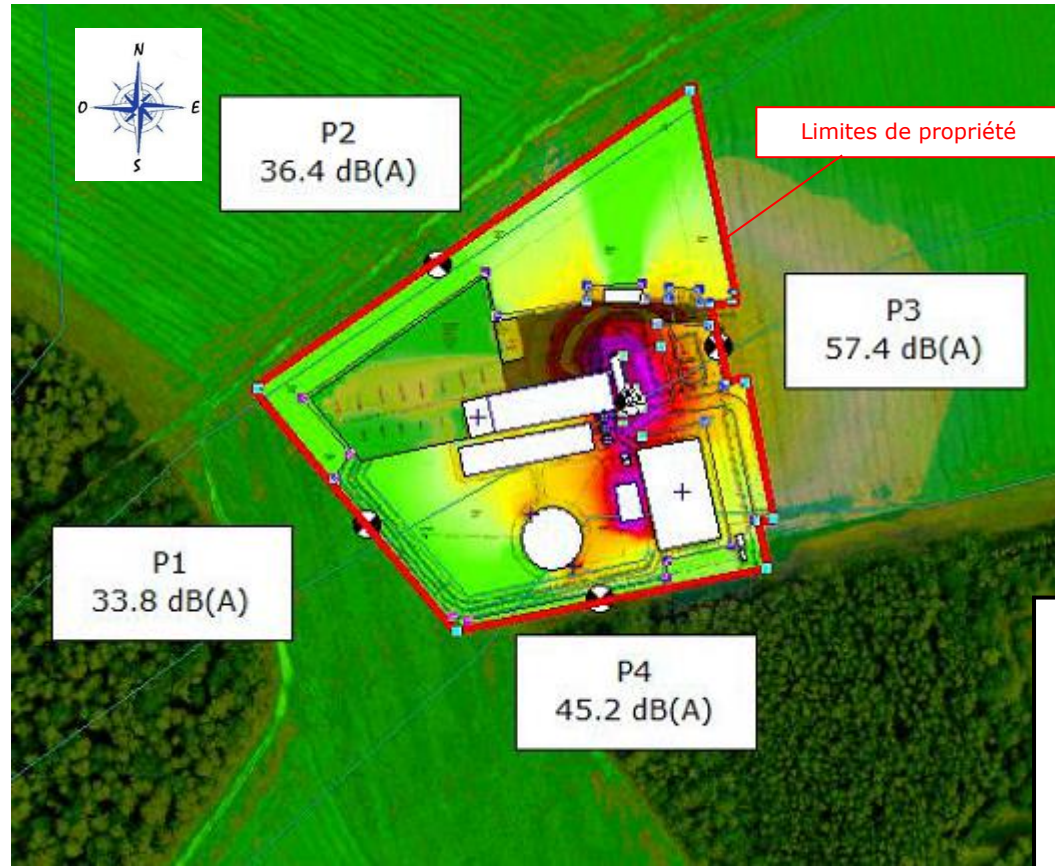 N
O
E
S
P2
36.4 dB(A)
Limites de propriété
P3
57.4 dB(A)
P1
33.8 dB(A)
P4
45.2 dB(A)